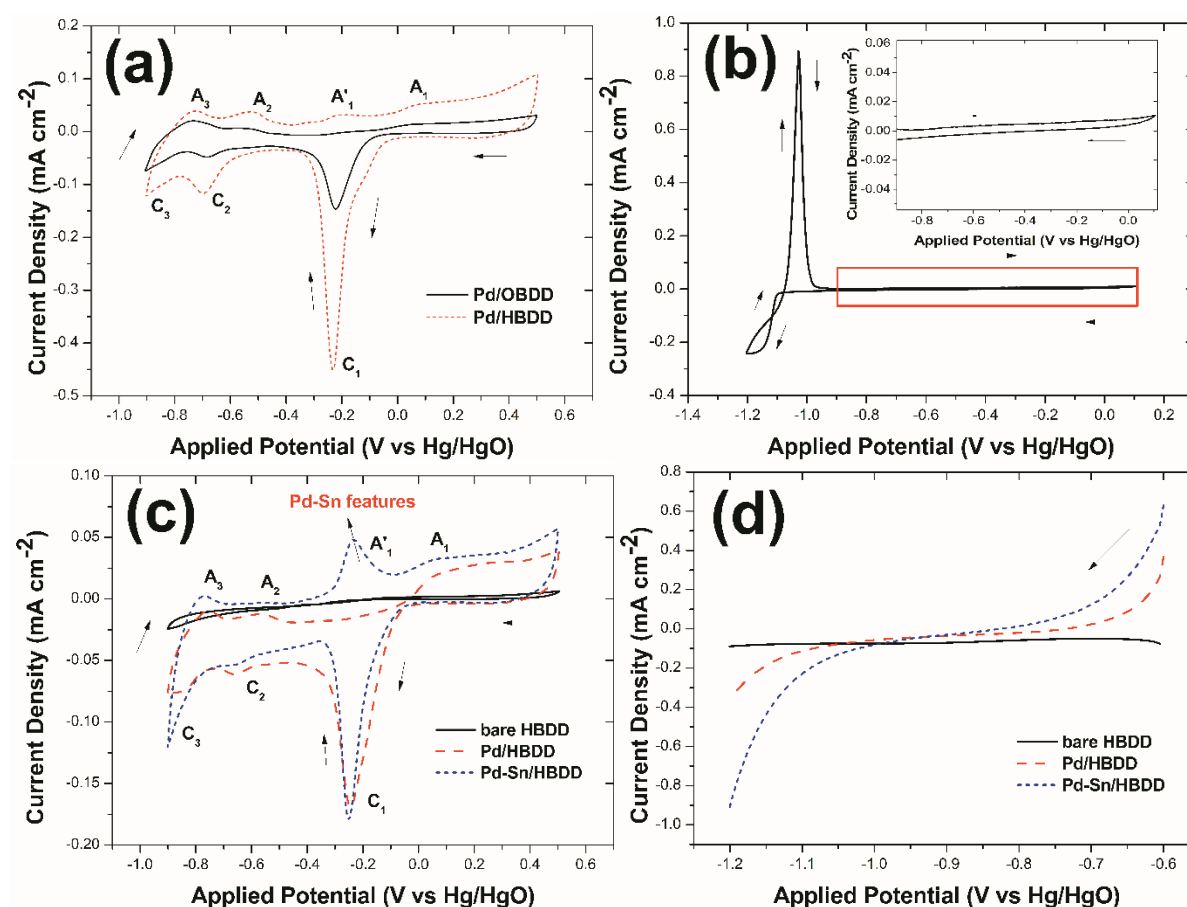 (a)
0.2
0.1
0.0
-0.1
-0.2
-0.3
-0.4
-0.5
Current Density (mA cm⁻²)
A₃
A₂
A'₁
A₁
C₃
C₂
C₁
Pd/OBDD
Pd/HBDD
-1.0 -0.8 -0.6 -0.4 -0.2 0.0 0.2 0.4 0.6
Applied Potential (V vs Hg/HgO)
(b)
1.0
0.8
0.6
0.4
0.2
0.0
-0.2
-0.4
Current Density (mA cm⁻²)
0.06
0.04
0.02
0.00
-0.02
-0.04
Current Density (mA cm⁻²)
-0.8 -0.6 -0.4 -0.2 0.0
Applied Potential (V vs Hg/HgO)
-1.4 -1.2 -1.0 -0.8 -0.6 -0.4 -0.2 0.0 0.2
Applied Potential (V vs Hg/HgO)
(c)
0.10
0.05
0.00
-0.05
-0.10
-0.15
-0.20
Current Density (mA cm⁻²)
Pd-Sn features
A₃
A₂
A'₁
A₁
C₃
C₂
C₁
bare HBDD
Pd/HBDD
Pd-Sn/HBDD
-1.0 -0.8 -0.6 -0.4 -0.2 0.0 0.2 0.4 0.6
Applied Potential (V vs Hg/HgO)
(d)
0.8
0.6
0.4
0.2
0.0
-0.2
-0.4
-0.6
-0.8
-1.0
Current Density (mA cm⁻²)
bare HBDD
Pd/HBDD
Pd-Sn/HBDD
-1.2 -1.1 -1.0 -0.9 -0.8 -0.7 -0.6
Applied Potential (V vs Hg/HgO)